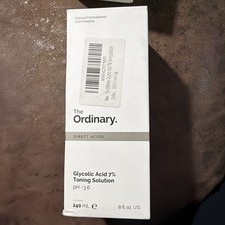 Clinical Formulations
with Integrity.
The
Ordinary.
DIRECT ACIDS
Glycolic Acid 7%
Toning Solution
pH ~3.6
240 mL ℮
8 fl. oz. US.